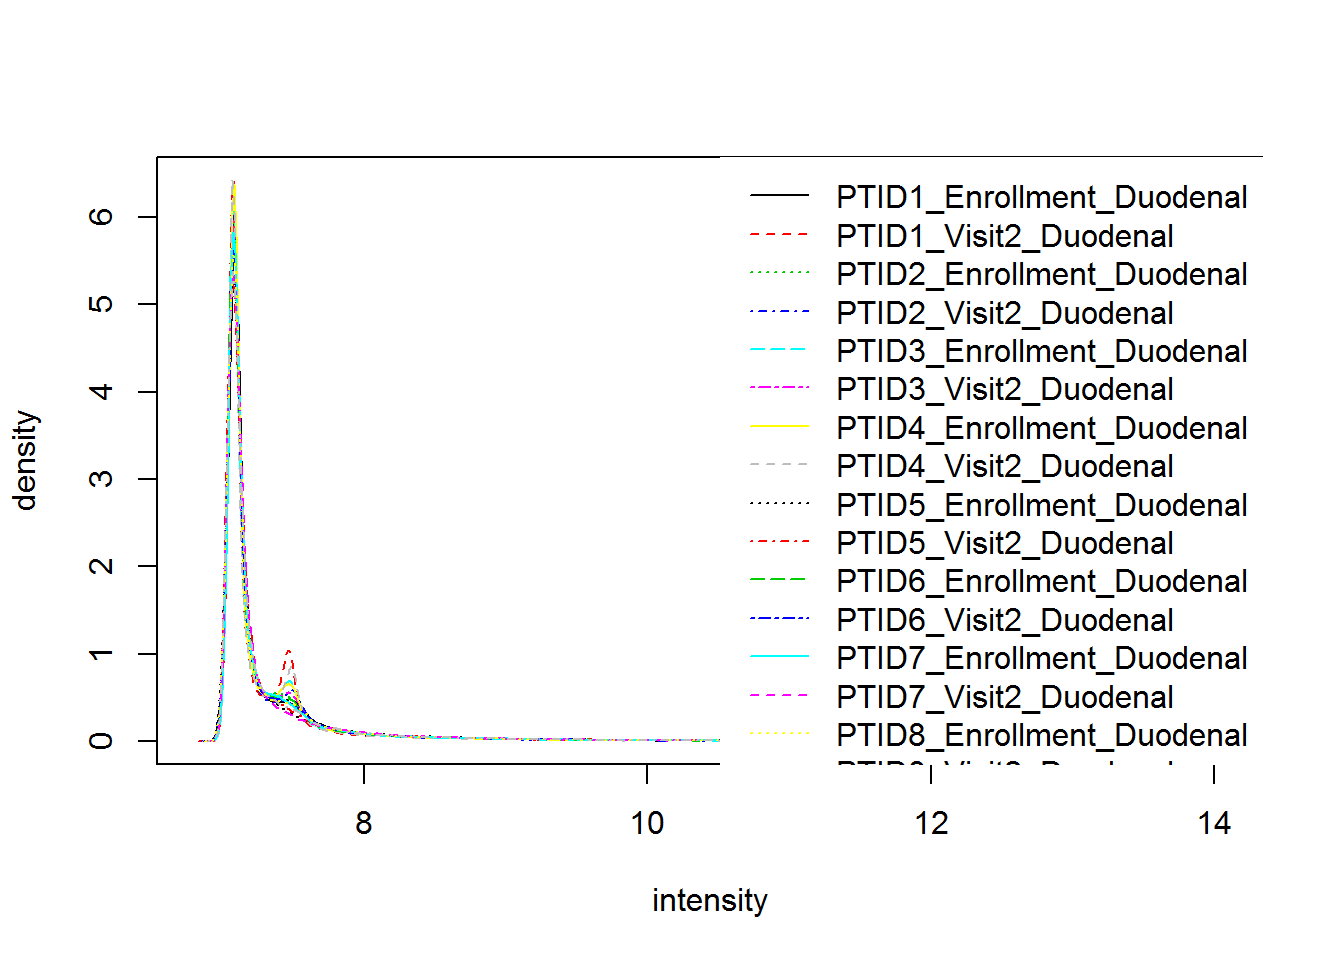 density
6
5
4
3
2
1
0
PTID1_Enrollment_Duodenal
PTID1_Visit2_Duodenal
PTID2_Enrollment_Duodenal
PTID2_Visit2_Duodenal
PTID3_Enrollment_Duodenal
PTID3_Visit2_Duodenal
PTID4_Enrollment_Duodenal
PTID4_Visit2_Duodenal
PTID5_Enrollment_Duodenal
PTID5_Visit2_Duodenal
PTID6_Enrollment_Duodenal
PTID6_Visit2_Duodenal
PTID7_Enrollment_Duodenal
PTID7_Visit2_Duodenal
PTID8_Enrollment_Duodenal
8 10 12 14
intensity